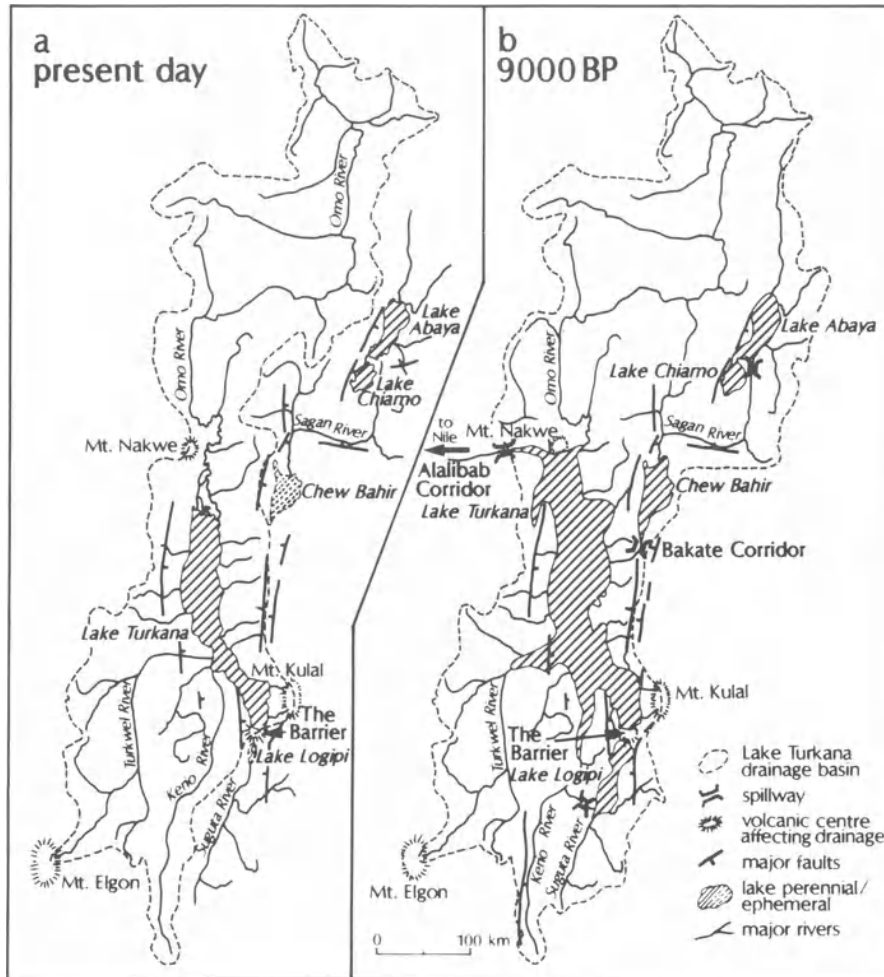 a
present day
Omo River
Lake
Abaya
Lake
Chiamo
Omo River
Sagan River
Mt. Nakwe
Chew Bahir
Lake Turkana
Mt. Kulal
The
Barrier
Lake Logipi
Turkwel River
Keno River
Suguta River
Mt. Elgon
b
9000 BP
Lake Abaya
Lake Chiamo
Omo River
Sagan River
to
Nile
Mt. Nakwe
Alalibab
Corridor
Lake Turkana
Chew Bahir
Bakate Corridor
Mt. Kulal
The
Barrier
Lake Logipi
Turkwel River
Keno River
Suguta River
Mt. Elgon
0 100 km
Lake Turkana
drainage basin
spillway
volcanic centre
affecting drainage
major faults
lake perennial/
ephemeral
major rivers